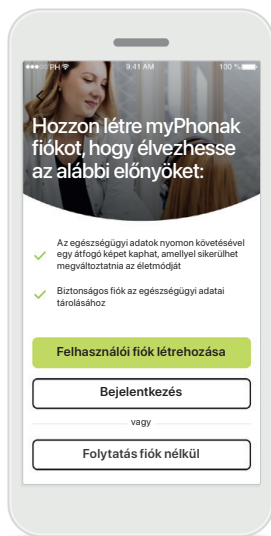 PH 9.41 AM 100 %
Hozzon létre myPhonak
fiókot, hogy élvezhesse
az alábbi előnyöket:
Az egészségügyi adatok nyomon követésével
egy átfogó képet kaphat, amellyel sikerülhet
megváltoztatnia az életmódját
Biztonságos fiók az egészségügyi adatai
tárolásához
Felhasználói fiók létrehozása
Bejelentkezés
vagy
Folytatás fiók nélkül